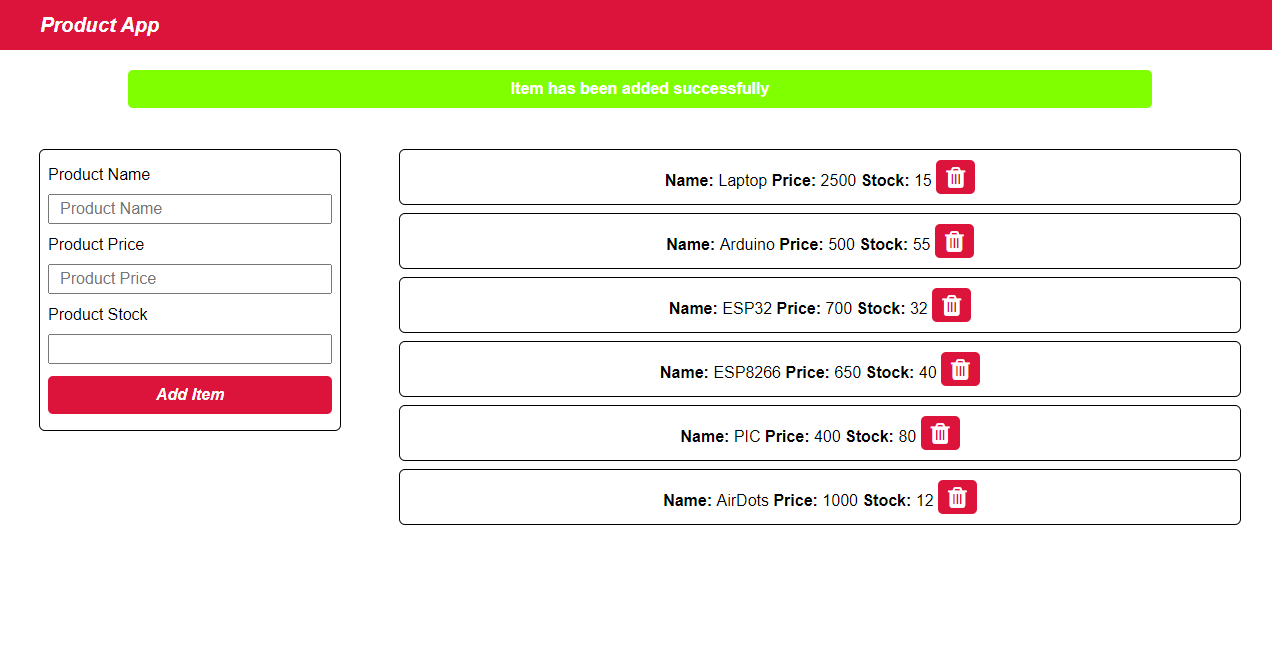 Product App
Item has been added successfully
Product Name
Product Name
Product Price
Product Price
Product Stock
Add Item
Name: Laptop Price: 2500 Stock: 15
Name: Arduino Price: 500 Stock: 55
Name: ESP32 Price: 700 Stock: 32
Name: ESP8266 Price: 650 Stock: 40
Name: PIC Price: 400 Stock: 80
Name: AirDots Price: 1000 Stock: 12